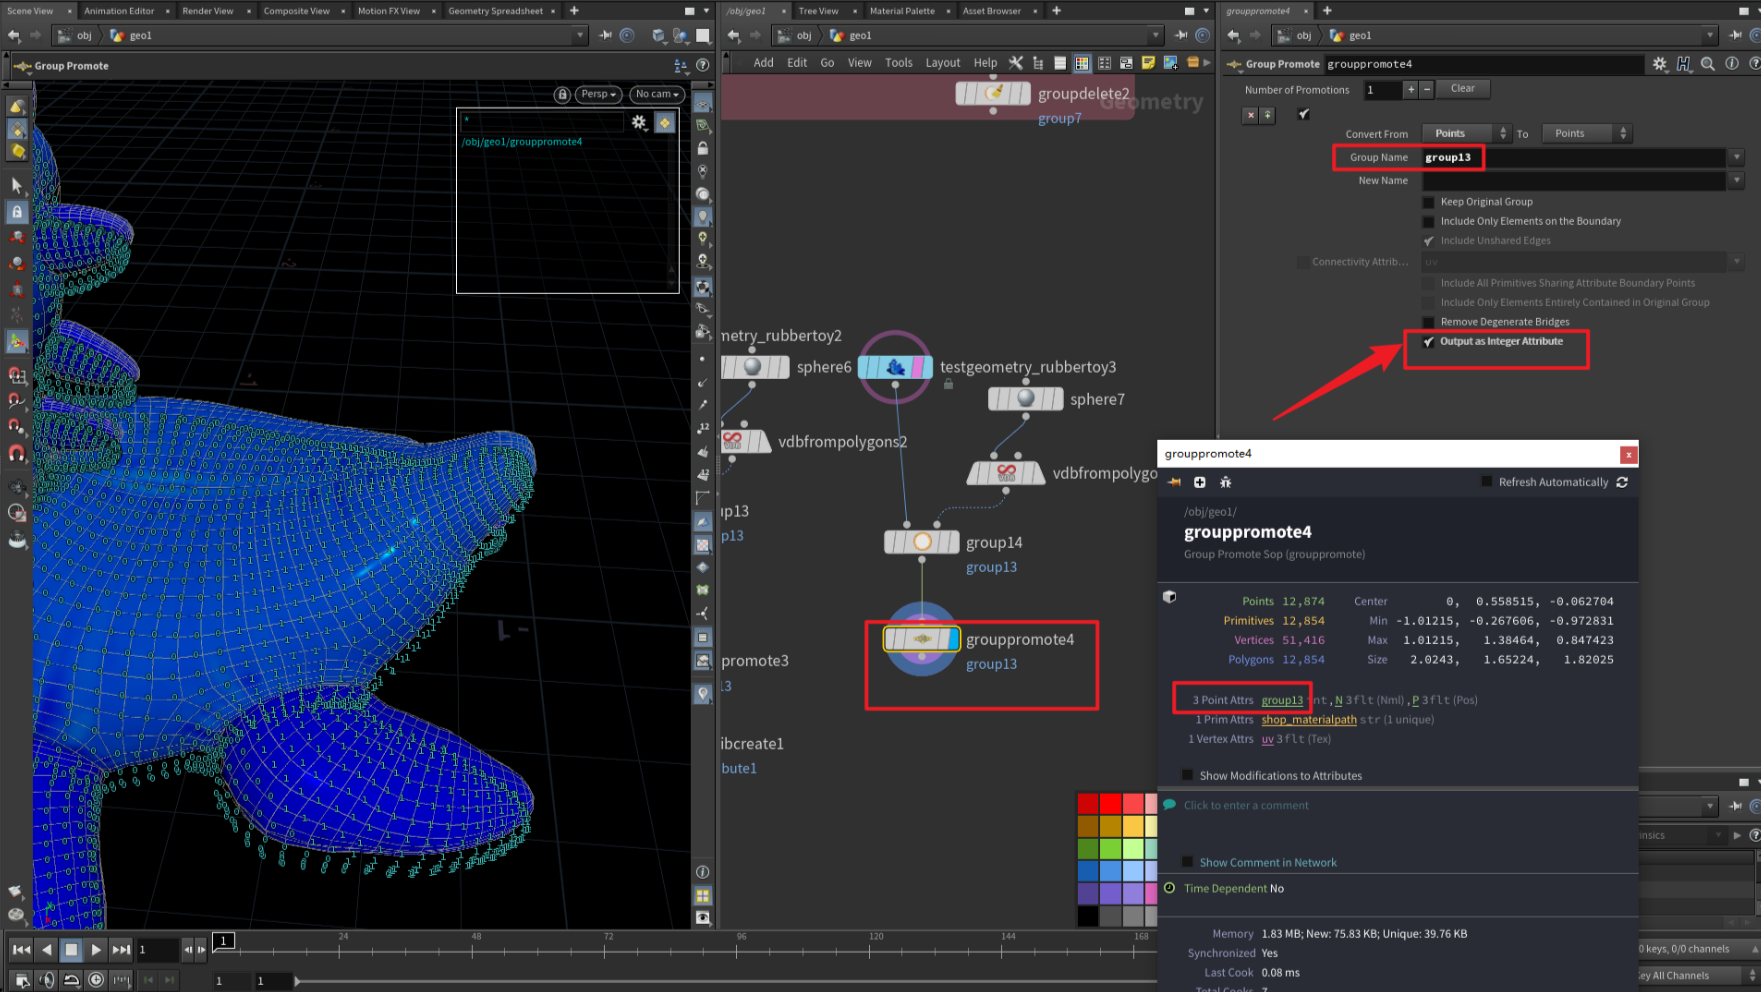 Scene View
Animation Editor
Render View
Composite View
Motion FX View
Geometry Spreadsheet
obj
geo1
Group Promote
Persp
No cam
*
/obj/geo1/grouppromote4
/obj/geo1
Tree View
Material Palette
Asset Browser
obj
geo1
Add
Edit
Go
View
Tools
Layout
Help
Geometry
groupdelete2
group7
metry_rubbertoy2
sphere6
testgeometry_rubbertoy3
sphere7
vdbfrompolygons2
vdbfrompolygo
up13
p13
group14
group13
grouppromote4
group13
promote3
13
ibcreate1
bute1
grouppromote4
obj
geo1
Group Promote
grouppromote4
Number of Promotions
1
Clear
Convert From
Points
To
Points
Group Name
group13
New Name
Keep Original Group
Include Only Elements on the Boundary
Include Unshared Edges
Connectivity Attrib...
uv
Include All Primitives Sharing Attribute Boundary Points
Include Only Elements Entirely Contained in Original Group
Remove Degenerate Bridges
Output as Integer Attribute
grouppromote4
Refresh Automatically
/obj/geo1/
grouppromote4
Group Promote Sop (grouppromote)
Points 12,874 Center 0, 0.558515, -0.062704
Primitives 12,854 Min -1.01215, -0.267606, -0.972831
Vertices 51,416 Max 1.01215, 1.38464, 0.847423
Polygons 12,854 Size 2.0243, 1.65224, 1.82025
3 Point Attrs group13 int, N 3flt (Nml), P 3flt (Pos)
1 Prim Attrs shop_materialpath str (1 unique)
1 Vertex Attrs uv 3flt (Tex)
Show Modifications to Attributes
Click to enter a comment
Show Comment in Network
Time Dependent No
Memory 1.83 MB; New: 75.83 KB; Unique: 39.76 KB
Synchronized Yes
Last Cook 0.08 ms
Total Cooks 7
nsics
0 keys, 0/0 channels
Key All Channels
1
1
24
48
72
96
120
144
168
1
1